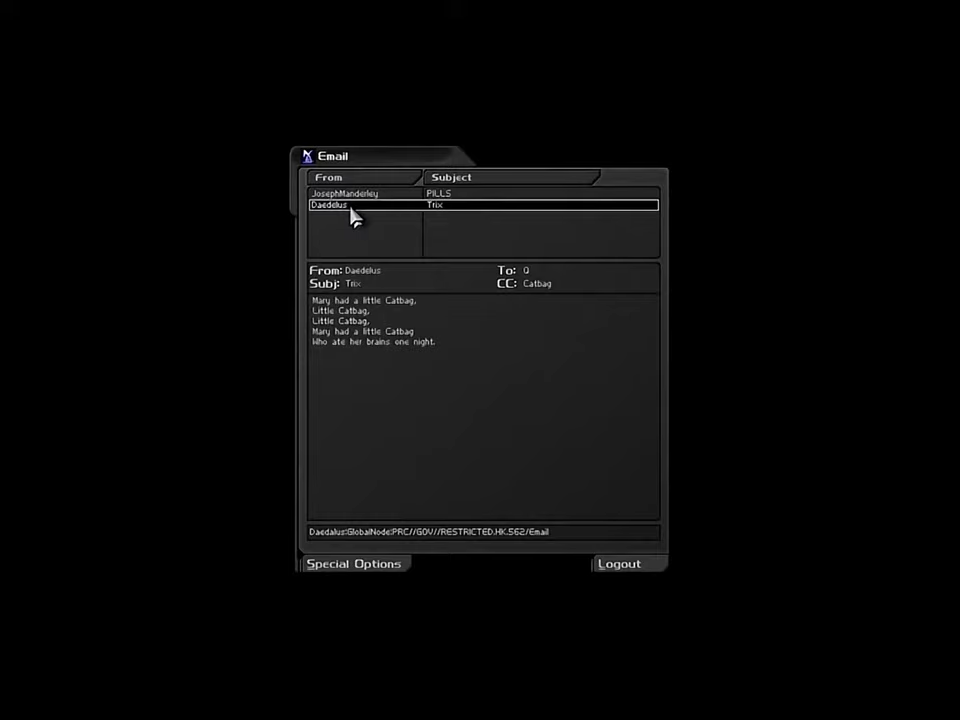 Email
From Subject
JosephManderley PILLS
Daedelus Trix
From: Daedelus To: Q
Subj: Trix CC: Catbag
Mary had a little Catbag,
Little Catbag,
Little Catbag,
Mary had a little Catbag
Who ate her brains one night.
Daedalus:GlobalNode:PRC//GOV//RESTRICTED.HK.562/Email
Special Options Logout